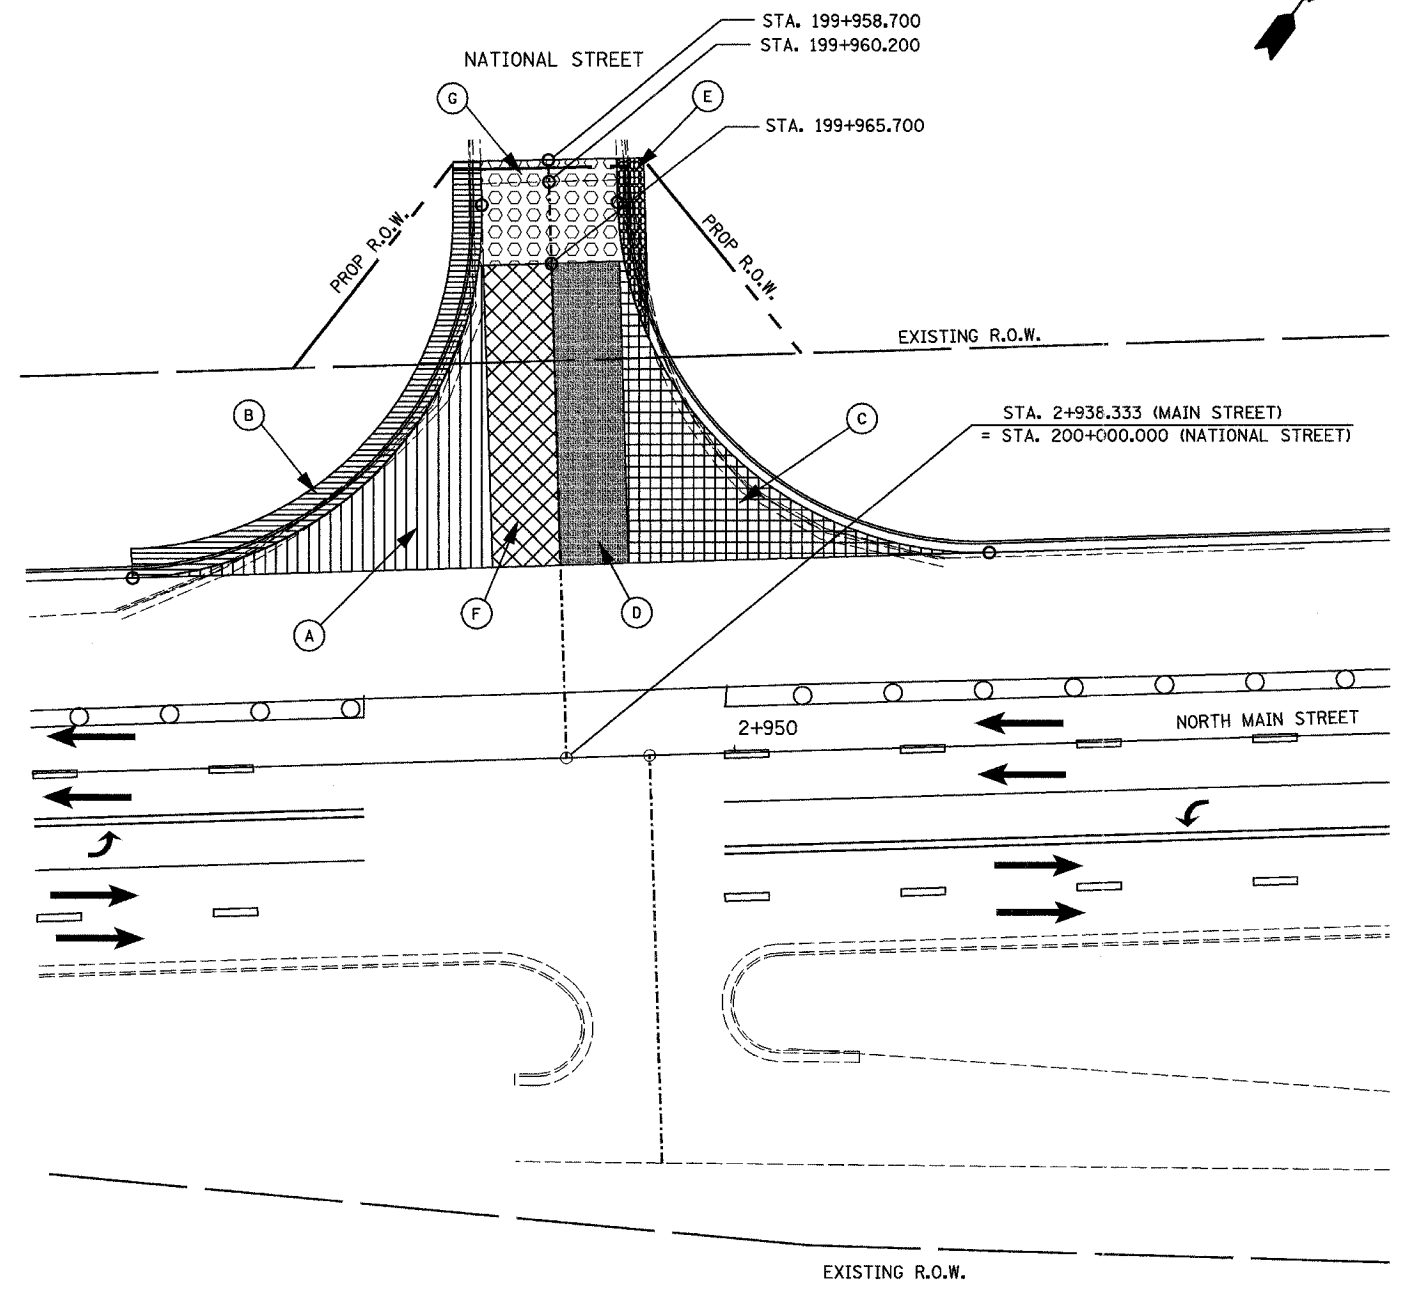 STA. 199+958.700
STA. 199+960.200
NATIONAL STREET
G
E
STA. 199+965.700
PROP R.O.W.
PROP R.O.W.
EXISTING R.O.W.
B
C
STA. 2+938.333 (MAIN STREET)
= STA. 200+000.000 (NATIONAL STREET)
A
F
D
2+950
NORTH MAIN STREET
EXISTING R.O.W.